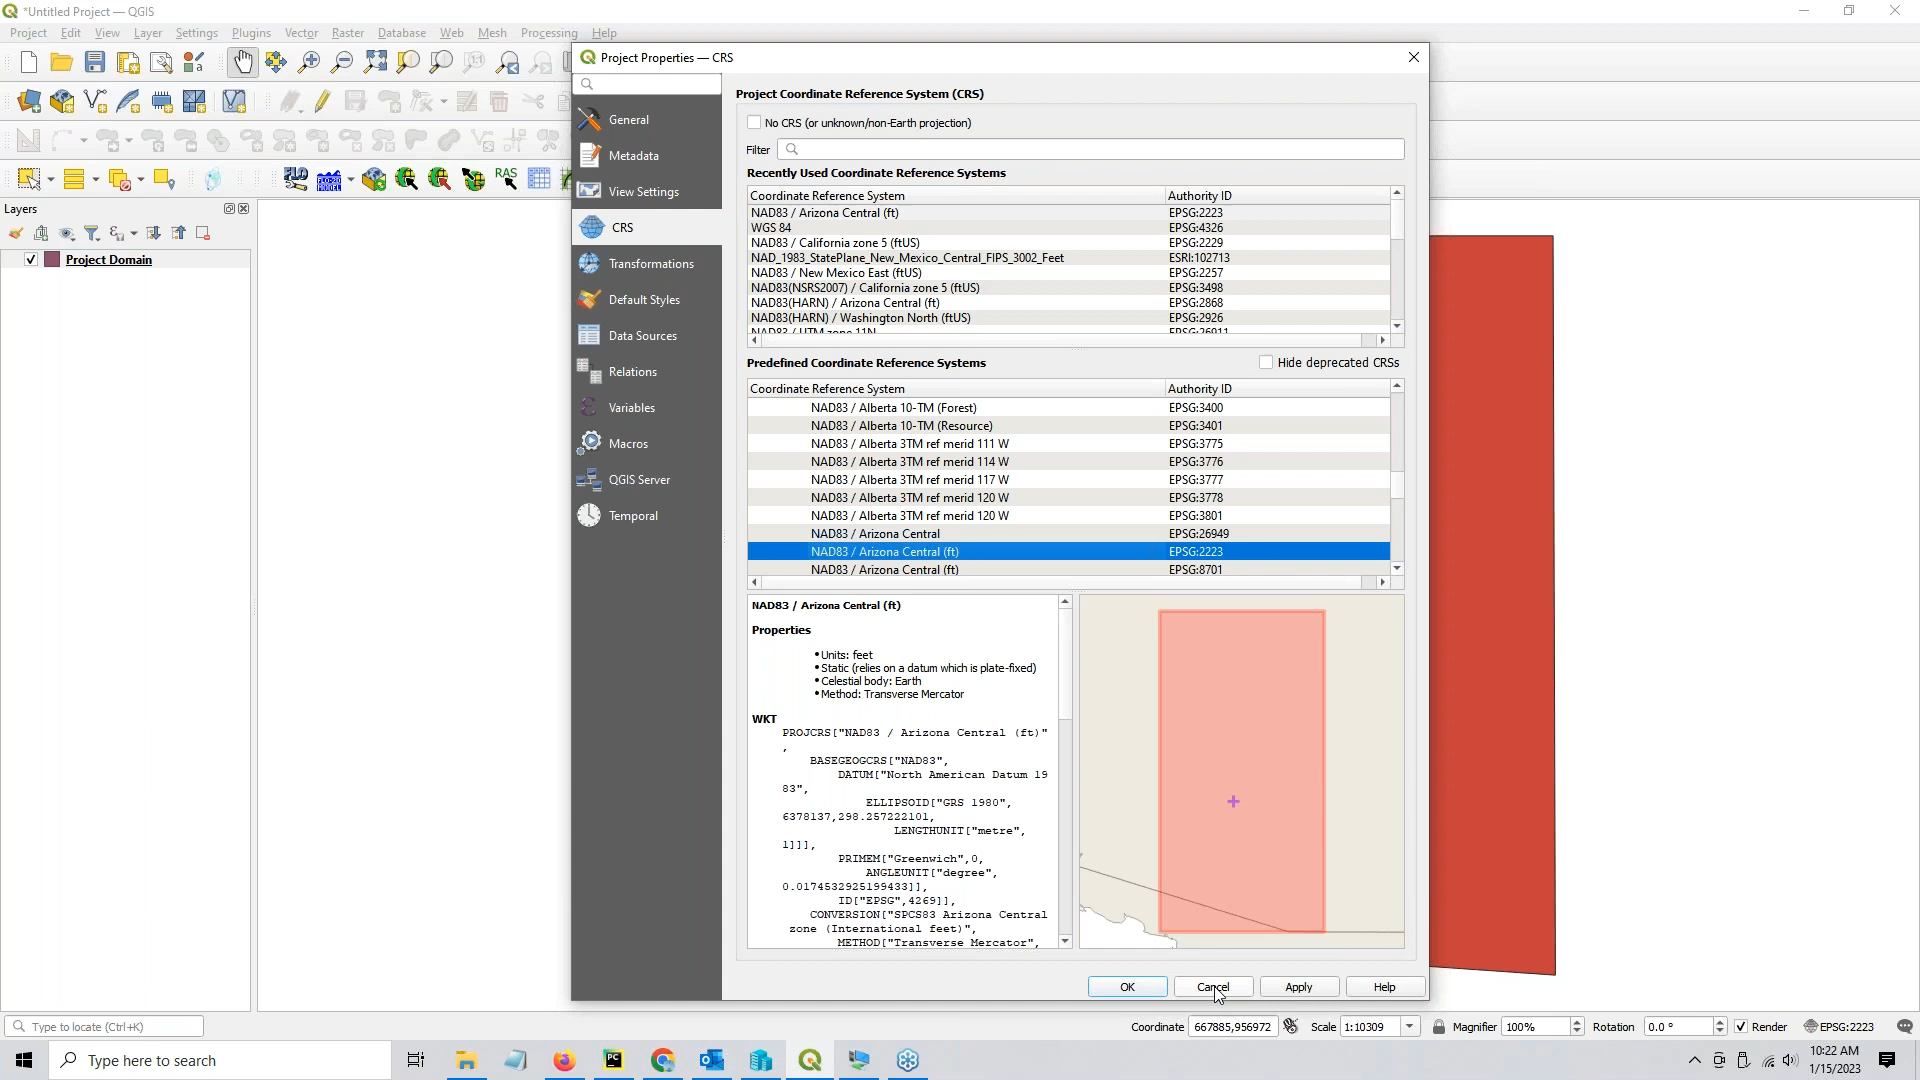 *Untitled Project — QGIS
Project Edit View Layer Settings Plugins Vector Raster Database Web Mesh Processing Help
Project Properties — CRS
General
Metadata
View Settings
CRS
Transformations
Default Styles
Data Sources
Relations
Variables
Macros
QGIS Server
Temporal
Project Coordinate Reference System (CRS)
No CRS (or unknown/non-Earth projection)
Filter
Recently Used Coordinate Reference Systems
Coordinate Reference System Authority ID
NAD83 / Arizona Central (ft) EPSG:2223
WGS 84 EPSG:4326
NAD83 / California zone 5 (ftUS) EPSG:2229
NAD_1983_StatePlane_New_Mexico_Central_FIPS_3002_Feet ESRI:102713
NAD83 / New Mexico East (ftUS) EPSG:2257
NAD83(NSRS2007) / California zone 5 (ftUS) EPSG:3498
NAD83(HARN) / Arizona Central (ft) EPSG:2868
NAD83(HARN) / Washington North (ftUS) EPSG:2926
NAD83 / UTM zone 11N EPSG:26911
Predefined Coordinate Reference Systems Hide deprecated CRSs
Coordinate Reference System Authority ID
NAD83 / Alberta 10-TM (Forest) EPSG:3400
NAD83 / Alberta 10-TM (Resource) EPSG:3401
NAD83 / Alberta 3TM ref merid 111 W EPSG:3775
NAD83 / Alberta 3TM ref merid 114 W EPSG:3776
NAD83 / Alberta 3TM ref merid 117 W EPSG:3777
NAD83 / Alberta 3TM ref merid 120 W EPSG:3778
NAD83 / Alberta 3TM ref merid 120 W EPSG:3801
NAD83 / Arizona Central EPSG:26949
NAD83 / Arizona Central (ft) EPSG:2223
NAD83 / Arizona Central (ft) EPSG:8701
NAD83 / Arizona Central (ft)
Properties
•Units: feet
•Static (relies on a datum which is plate-fixed)
•Celestial body: Earth
•Method: Transverse Mercator
WKT
PROJCRS["NAD83 / Arizona Central (ft)"
,
BASEGEOGCRS["NAD83",
DATUM["North American Datum 19
83",
ELLIPSOID["GRS 1980",
6378137,298.257222101,
LENGTHUNIT["metre",
1]]],
PRIMEM["Greenwich",0,
ANGLEUNIT["degree",
0.0174532925199433]],
ID["EPSG",4269]],
CONVERSION["SPCS83 Arizona Central
zone (International feet)",
METHOD["Transverse Mercator",
OK Cancel Apply Help
RAS
Layers
Project Domain
Type to locate (Ctrl+K)
Coordinate 667885,956972 Scale 1:10309 Magnifier 100% Rotation 0.0 ° Render EPSG:2223
Type here to search
PC
10:22 AM
1/15/2023